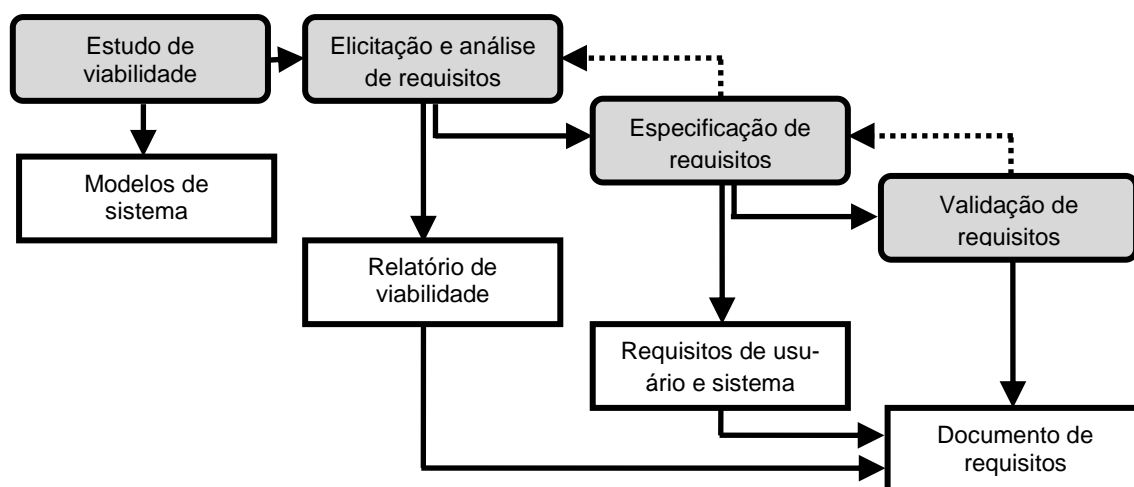 Estudo de
viabilidade
Elicitação e análise
de requisitos
Especificação de
requisitos
Modelos de
sistema
Validação de
requisitos
Relatório de
viabilidade
Requisitos de usu-
ário e sistema
Documento de
requisitos